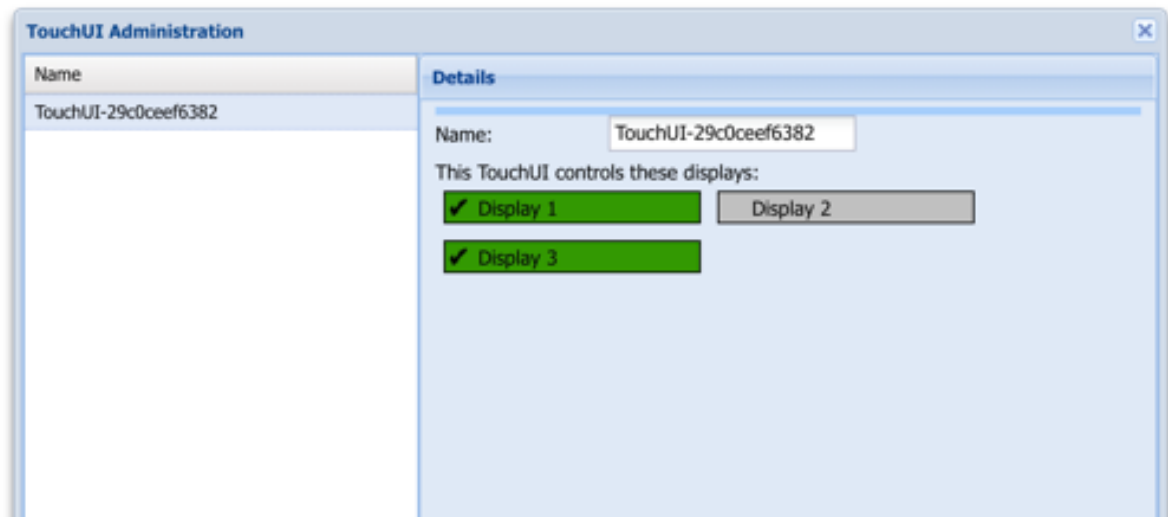 TouchUI Administration
Name
TouchUI-29c0ceef6382
Details
Name: TouchUI-29c0ceef6382
This TouchUI controls these displays:
✔ Display 1 Display 2
✔ Display 3